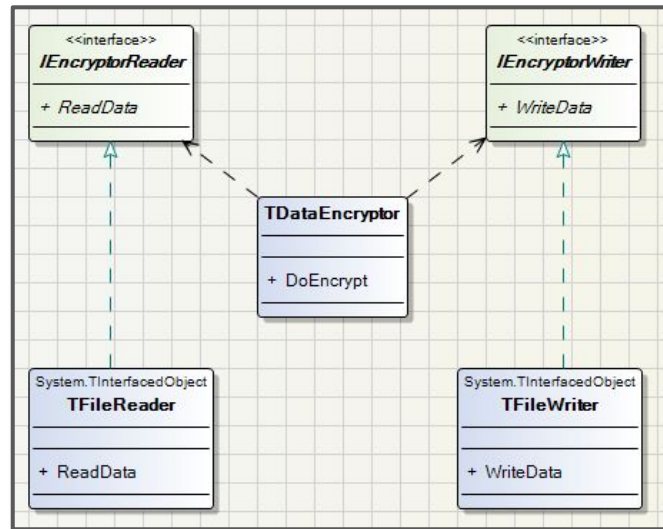 <<interface>>
IEncryptorReader
+ ReadData
<<interface>>
IEncryptorWriter
+ WriteData
TDataEncryptor
+ DoEncrypt
System.TInterfacedObject
TFileReader
+ ReadData
System.TInterfacedObject
TFileWriter
+ WriteData